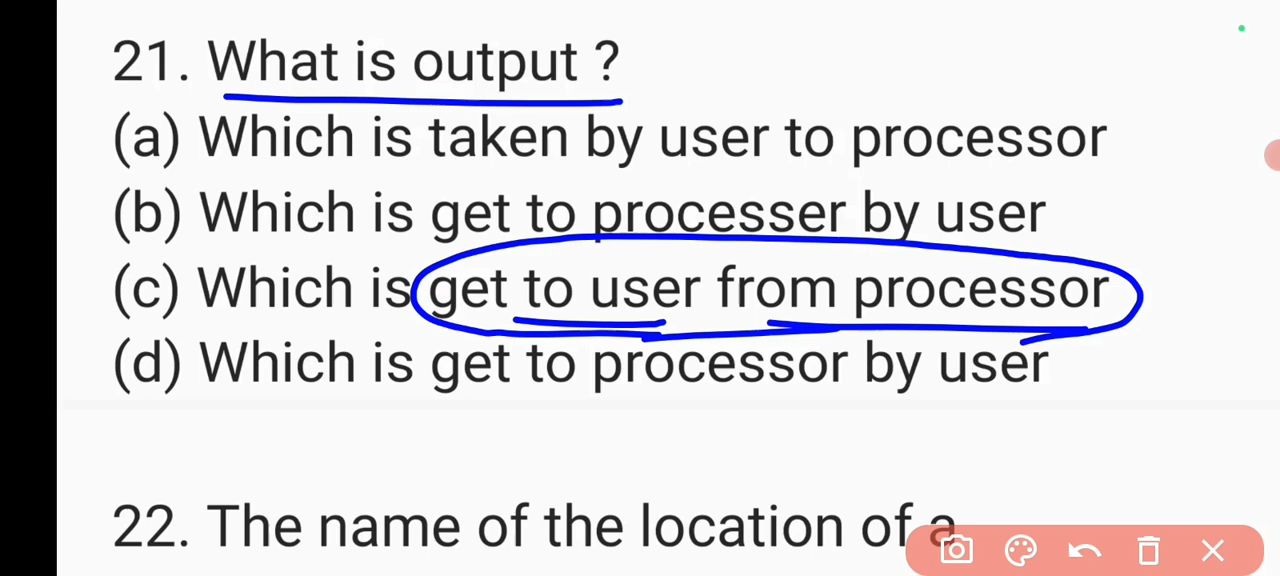 21. What is output ?
(a) Which is taken by user to processor
(b) Which is get to processer by user
(c) Which is get to user from processor
(d) Which is get to processor by user
22. The name of the location of a